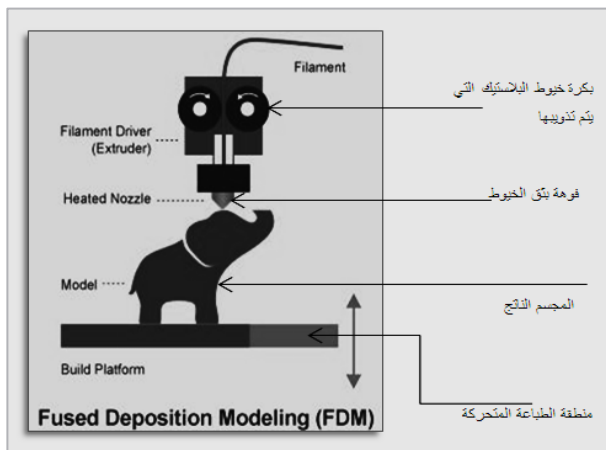 Filament
بكرة خيوط البلاستيك التي
يتم تذويبها
Filament Driver
(Extruder)
Heated Nozzle
فوهة بثق الخيوط
Model
المجسم الناتج
Build Platform
منطقة الطباعة المتحركة
Fused Deposition Modeling (FDM)